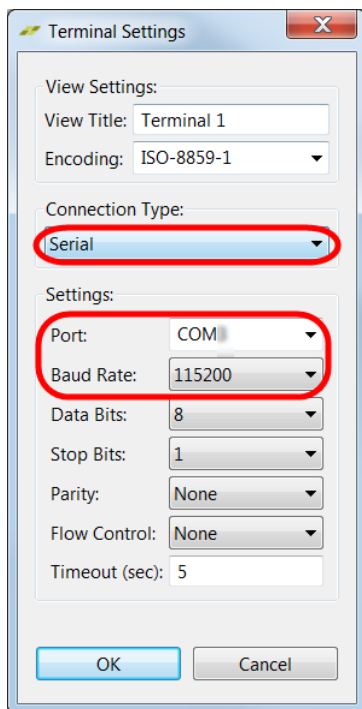 Terminal Settings
View Settings:
View Title: Terminal 1
Encoding: ISO-8859-1
Connection Type:
Serial
Settings:
Port: COM
Baud Rate: 115200
Data Bits: 8
Stop Bits: 1
Parity: None
Flow Control: None
Timeout (sec): 5
OK Cancel